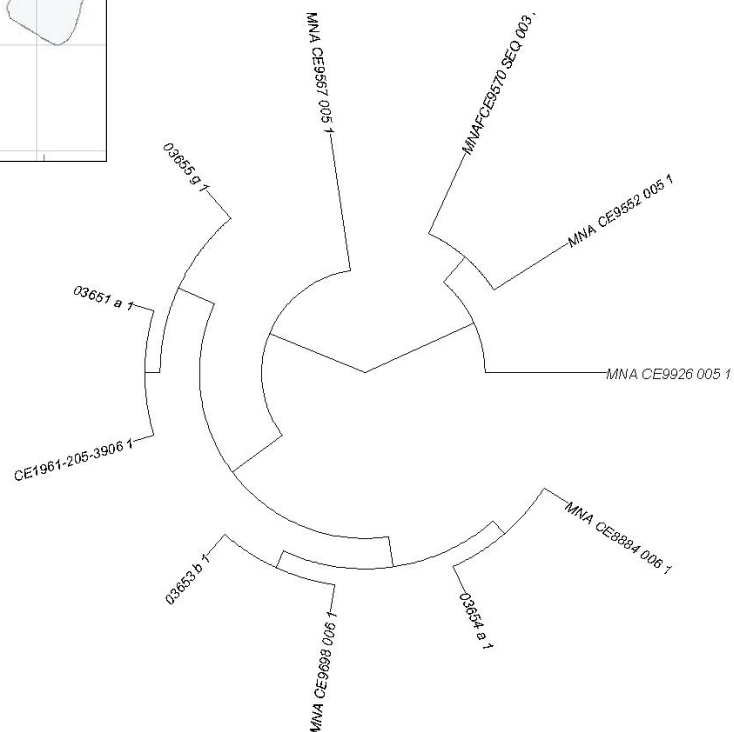 MNA CE9567 005 1
MNAFCE9570 SEQ 003
03655 g 1
MNA CE9552 005 1
03651 a 1
MNA CE9926 005 1
CE1961-205-3906 1
MNA CE8884 006 1
03653 b 1
03654 a 1
MNA CE9698 006 1